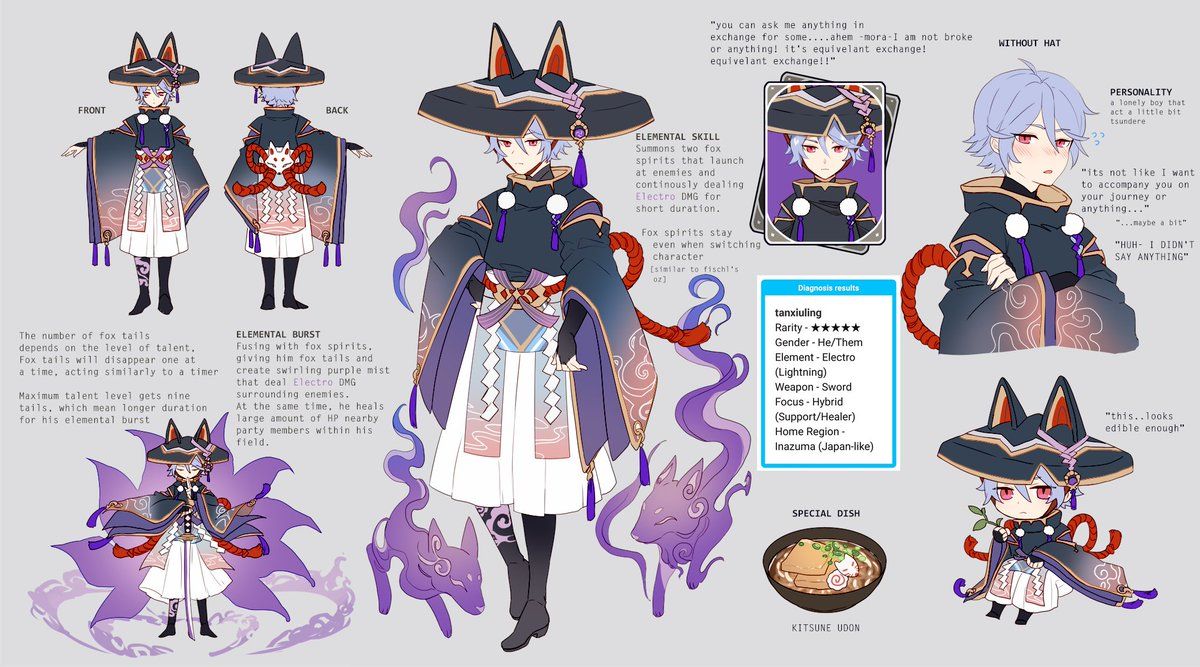 "you can ask me anything in
exchange for some....ahem -mora-I am not broke
or anything! it's equivelant exchange!
equivelant exchange!!"
WITHOUT HAT
FRONT
BACK
PERSONALITY
a lonely boy that
act a little bit
tsundere
ELEMENTAL SKILL
Summons two fox
spirits that launch
at enemies and
continously dealing
Electro DMG for
short duration.
Fox spirits stay
even when switching
character
[similar to fischl's
oz]
"its not like I want
to accompany you on
your journey or
anything..."
"...maybe a bit"
"HUH- I DIDN'T
SAY ANYTHING"
Diagnosis results
tanxiuling
Rarity - ★★★★★
Gender - He/Them
Element - Electro
(Lightning)
Weapon - Sword
Focus - Hybrid
(Support/Healer)
Home Region -
Inazuma (Japan-like)
The number of fox tails
depends on the level of talent,
Fox tails will disappear one at
a time, acting similarly to a timer
Maximum talent level gets nine
tails, which mean longer duration
for his elemental burst
ELEMENTAL BURST
Fusing with fox spirits,
giving him fox tails and
create swirling purple mist
that deal Electro DMG
surrounding enemies.
At the same time, he heals
large amount of HP nearby
party members within his
field.
"this..looks
edible enough"
SPECIAL DISH
KITSUNE UDON